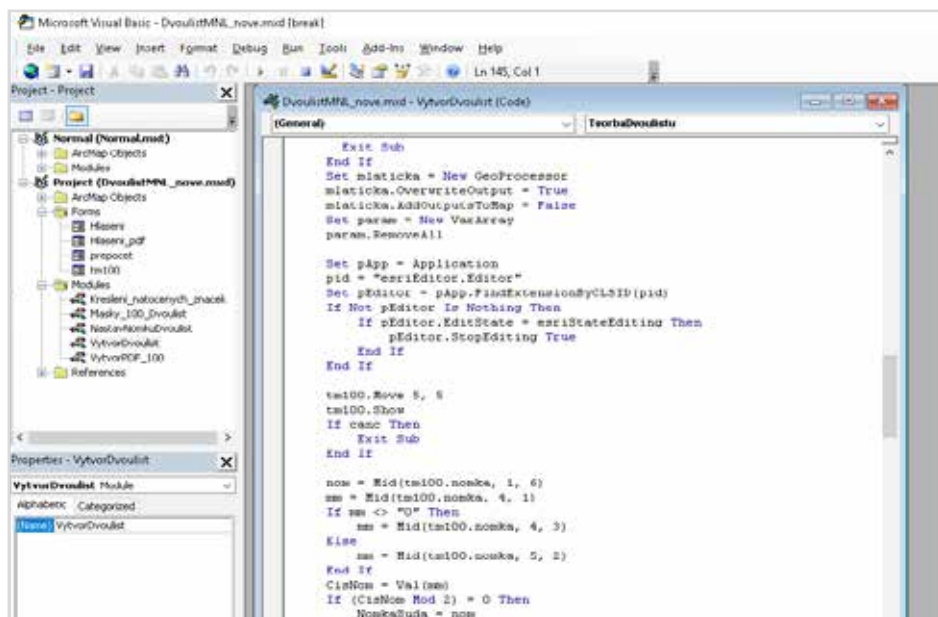 Microsoft Visual Basic - DvoulistMNL_nove.mxd [break]
File Edit View Insert Format Debug Run Tools Add-Ins Window Help
Ln 145, Col 1
Project - Project
Normal (Normal.mxt)
ArcMap Objects
Modules
Project (DvoulistMNL_nove.mxd)
ArcMap Objects
Forms
Hlaseni
Hlaseni_pdf
prepocet
tm100
Modules
Kresleni_natocenych_znacek
Masky_100_Dvoulist
NastavNomkuDvoulist
VytvorDvoulist
VytvorPDF_100
References
Properties - VytvorDvoulist
VytvorDvoulist Module
Alphabetic Categorized
(Name) VytvorDvoulist
DvoulistMNL_nove.mxd - VytvorDvoulist (Code)
(General) TvorbaDvoulistu
Exit Sub
End If
Set mlaticka = New GeoProcessor
mlaticka.OverwriteOutput = True
mlaticka.AddOutputsToMap = False
Set param = New VarArray
param.RemoveAll
Set pApp = Application
pid = "esriEditor.Editor"
Set pEditor = pApp.FindExtensionByCLSID(pid)
If Not pEditor Is Nothing Then
If pEditor.EditState = esriStateEditing Then
pEditor.StopEditing True
End If
End If
tm100.Move 5, 5
tm100.Show
If canc Then
Exit Sub
End If
nom = Mid(tm100.nomka, 1, 6)
mm = Mid(tm100.nomka, 4, 1)
If mm <> "0" Then
mm = Mid(tm100.nomka, 4, 3)
Else
mm = Mid(tm100.nomka, 5, 2)
End If
CisNom = Val(mm)
If (CisNom Mod 2) = 0 Then
NomkaSuda = nom